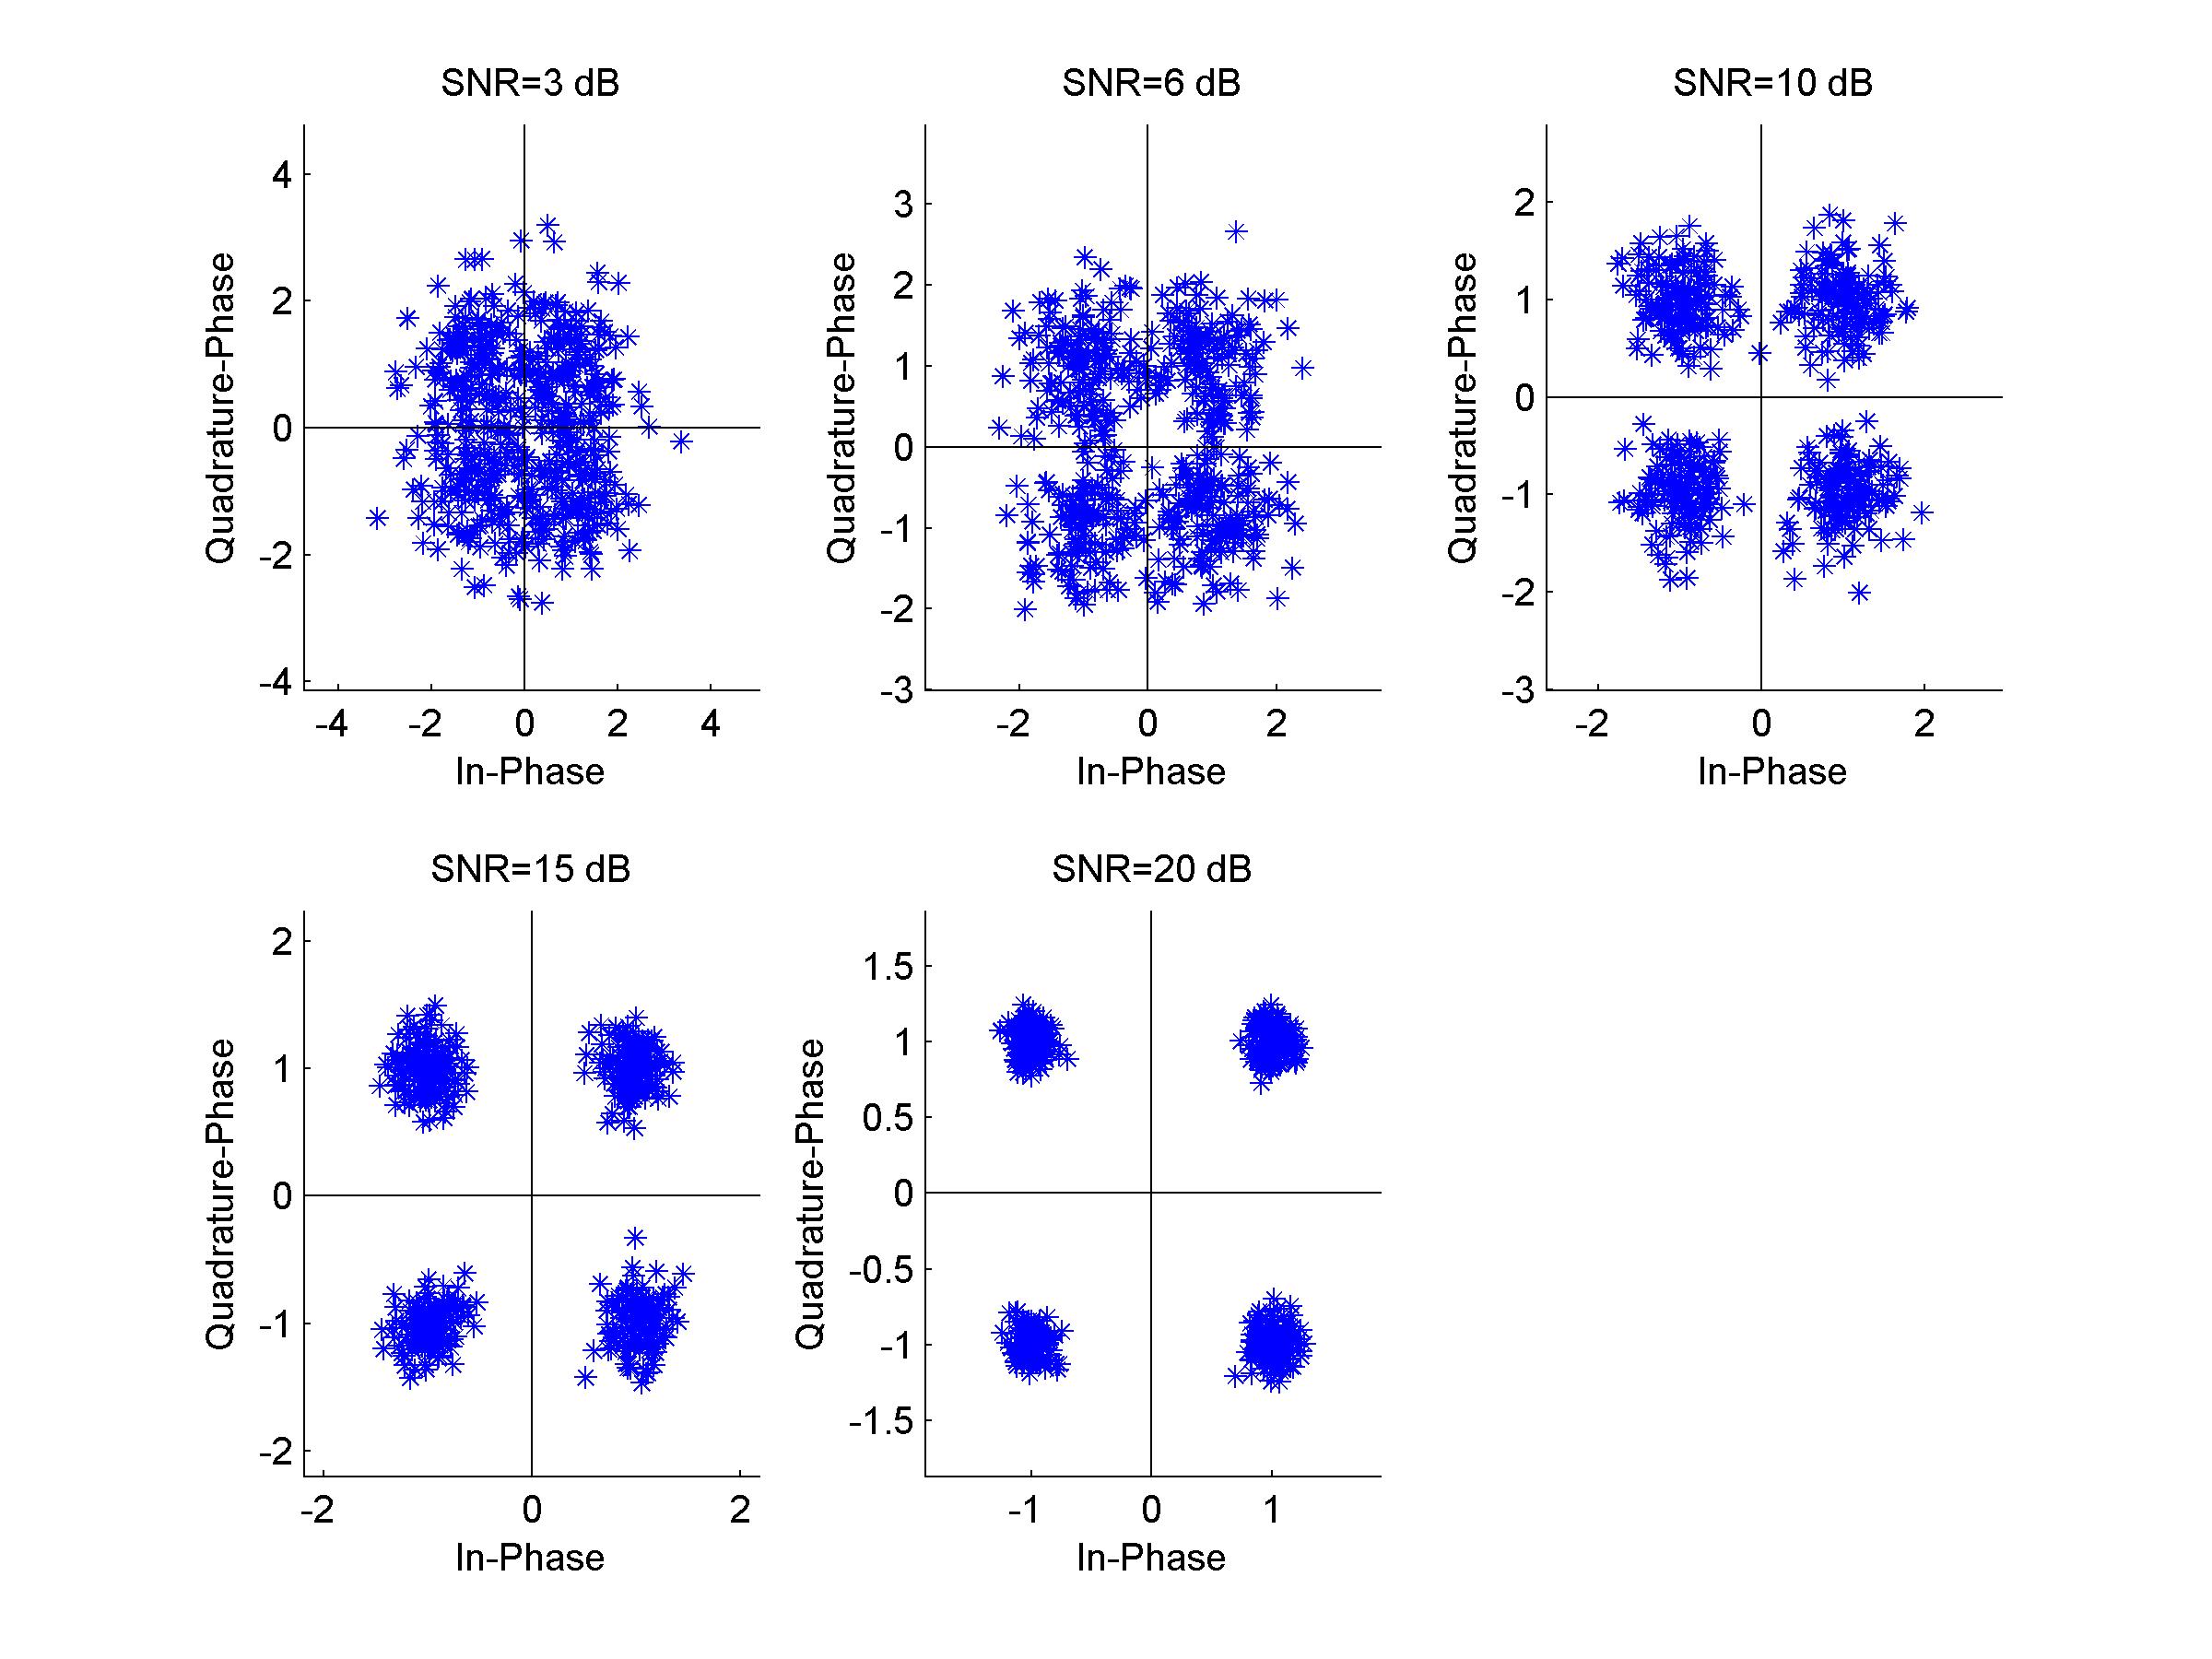 SNR=3 dB
4
2
0
-2
-4
Quadrature-Phase
-4 -2 0 2 4
In-Phase
SNR=6 dB
3
2
1
0
-1
-2
-3
Quadrature-Phase
-2 0 2
In-Phase
SNR=10 dB
2
1
0
-1
-2
-3
Quadrature-Phase
-2 0 2
In-Phase
SNR=15 dB
2
1
0
-1
-2
Quadrature-Phase
-2 0 2
In-Phase
SNR=20 dB
1.5
1
0.5
0
-0.5
-1
-1.5
Quadrature-Phase
-1 0 1
In-Phase